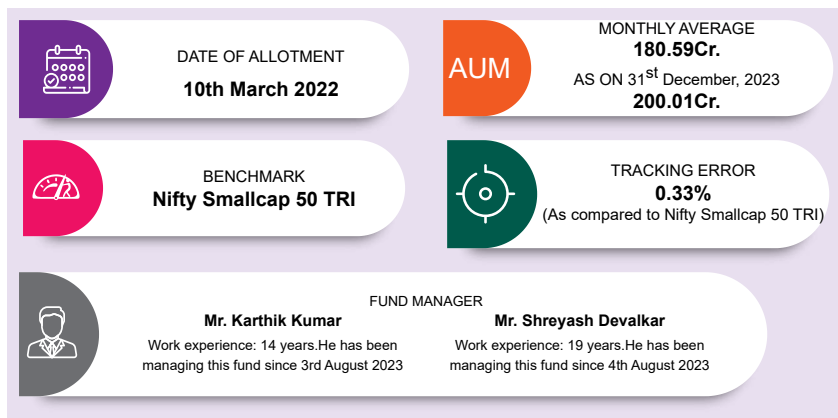 DATE OF ALLOTMENT
10th March 2022
AUM
MONTHLY AVERAGE
180.59Cr.
AS ON 31st December, 2023
200.01Cr.
BENCHMARK
Nifty Smallcap 50 TRI
TRACKING ERROR
0.33%
(As compared to Nifty Smallcap 50 TRI)
FUND MANAGER
Mr. Karthik Kumar
Work experience: 14 years.He has been
managing this fund since 3rd August 2023
Mr. Shreyash Devalkar
Work experience: 19 years.He has been
managing this fund since 4th August 2023